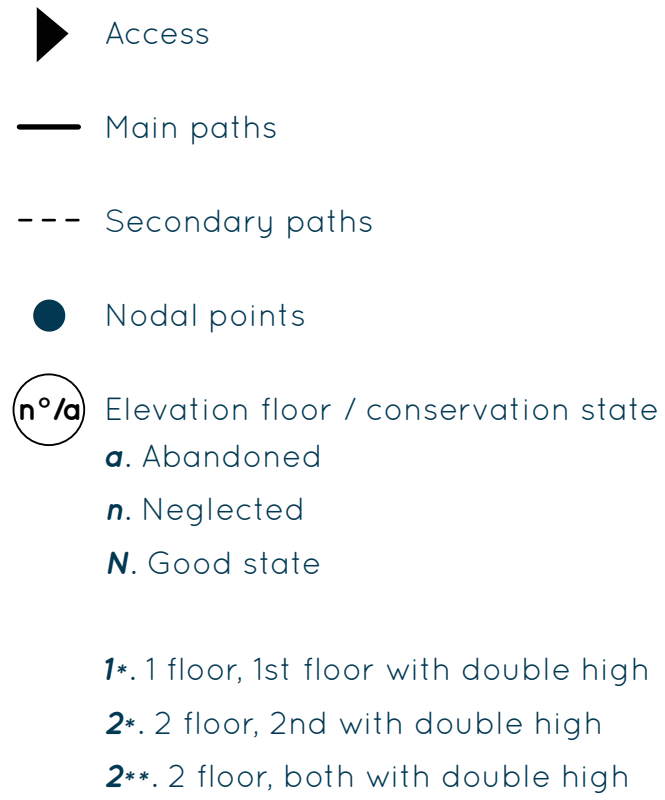 Access
Main paths
Secondary paths
Nodal points
n°/a Elevation floor / conservation state
a. Abandoned
n. Neglected
N. Good state
1*. 1 floor, 1st floor with double high
2*. 2 floor, 2nd with double high
2**. 2 floor, both with double high